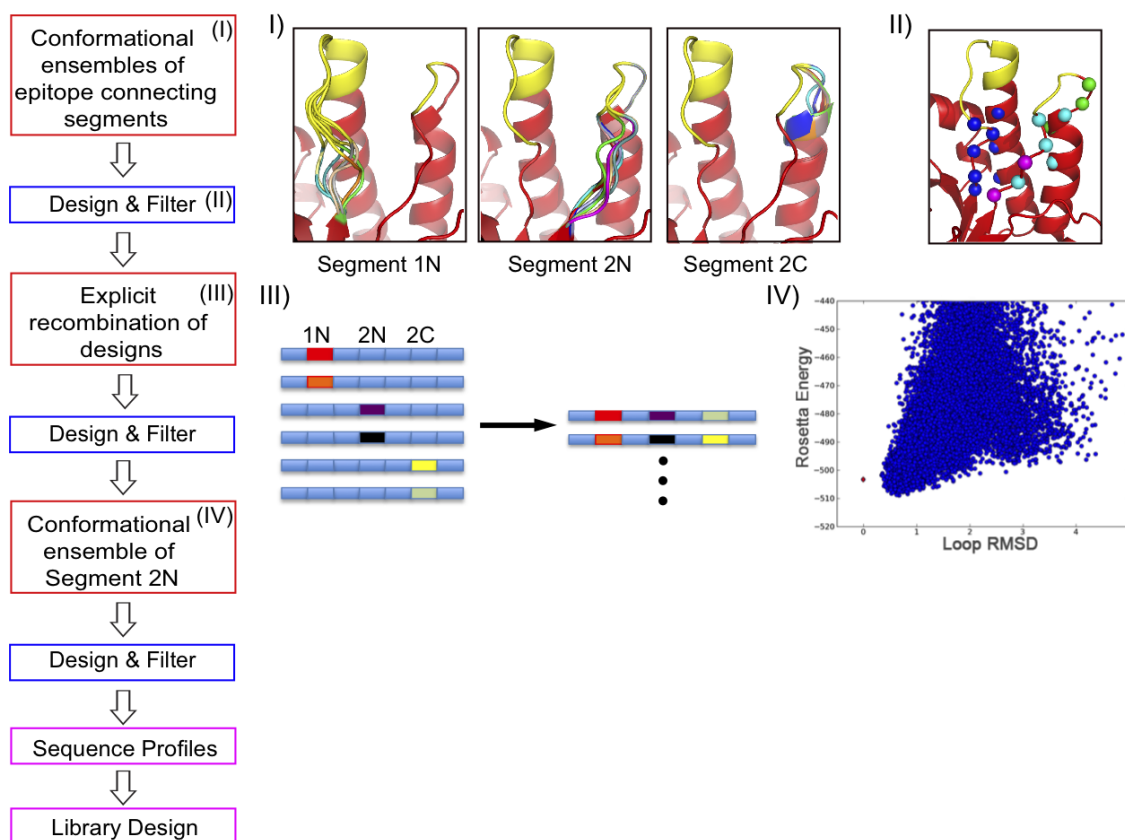 Conformational (I)
ensembles of
epitope connecting
segments
Design & Filter (II)
Explicit (III)
recombination of
designs
Design & Filter
Conformational (IV)
ensemble of
Segment 2N
Design & Filter
Sequence Profiles
Library Design
I)
Segment 1N
Segment 2N
Segment 2C
II)
III)
1N 2N 2C
IV)
Rosetta Energy
−440
−450
−460
−470
−480
−490
−500
−510
−520
0 1 2 3 4
Loop RMSD